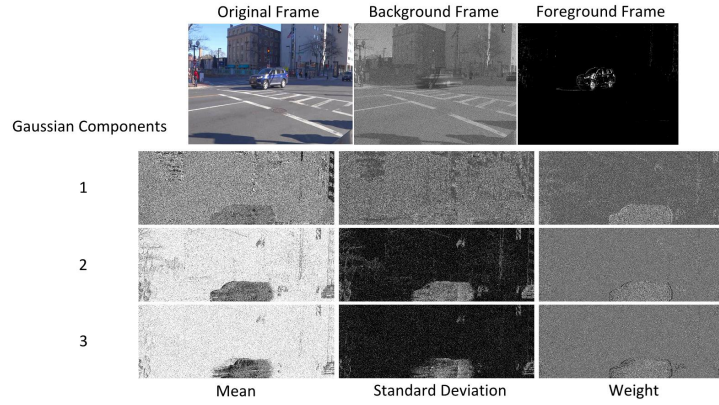 Original Frame
Background Frame
Foreground Frame
Gaussian Components
1
2
3
Mean
Standard Deviation
Weight